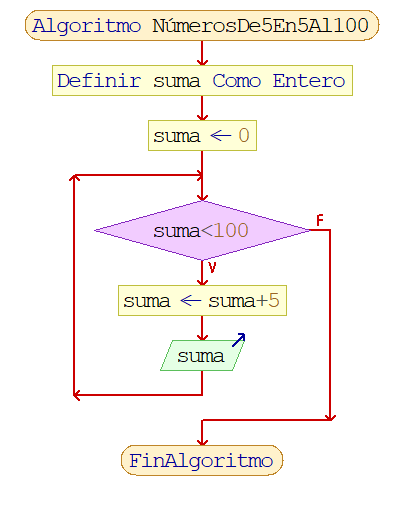 Algoritmo NúmerosDe5En5Al100
Definir suma Como Entero
suma ← 0
suma<100
F
V
suma ← suma+5
suma
FinAlgoritmo